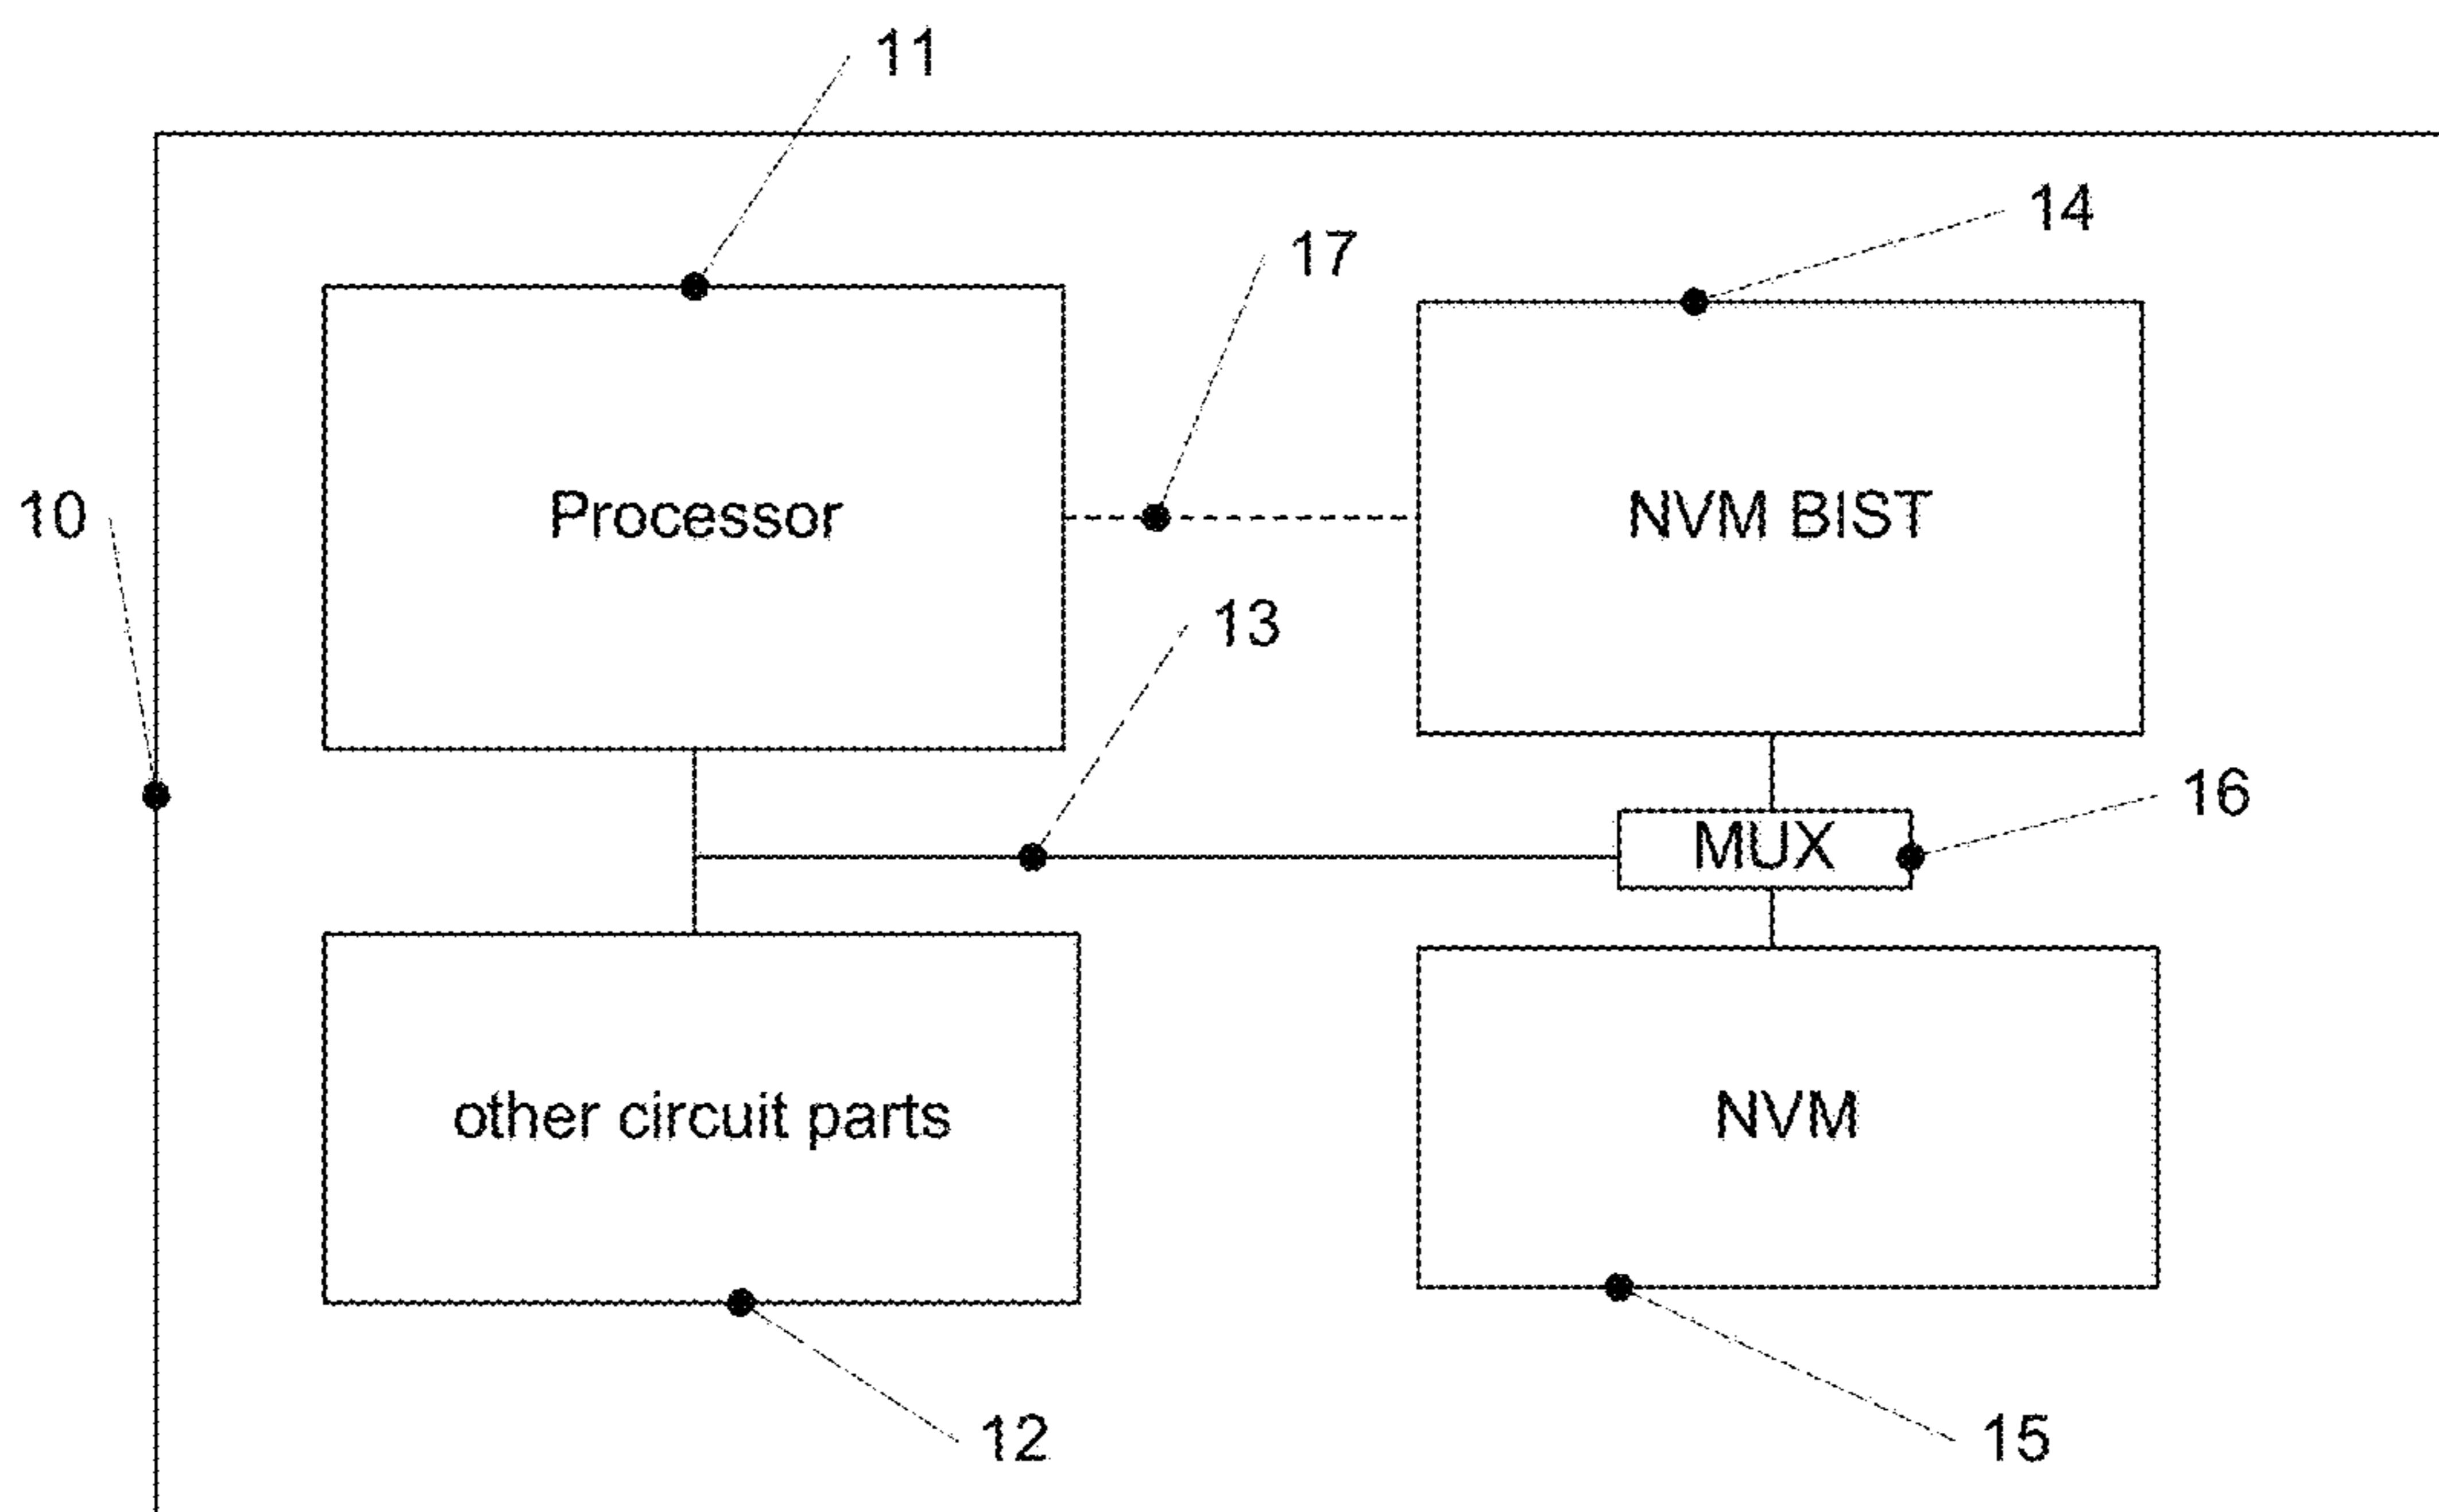 11
14
17
Processor
NVM BIST
10
13
16
MUX
other circuit parts
NVM
12
15